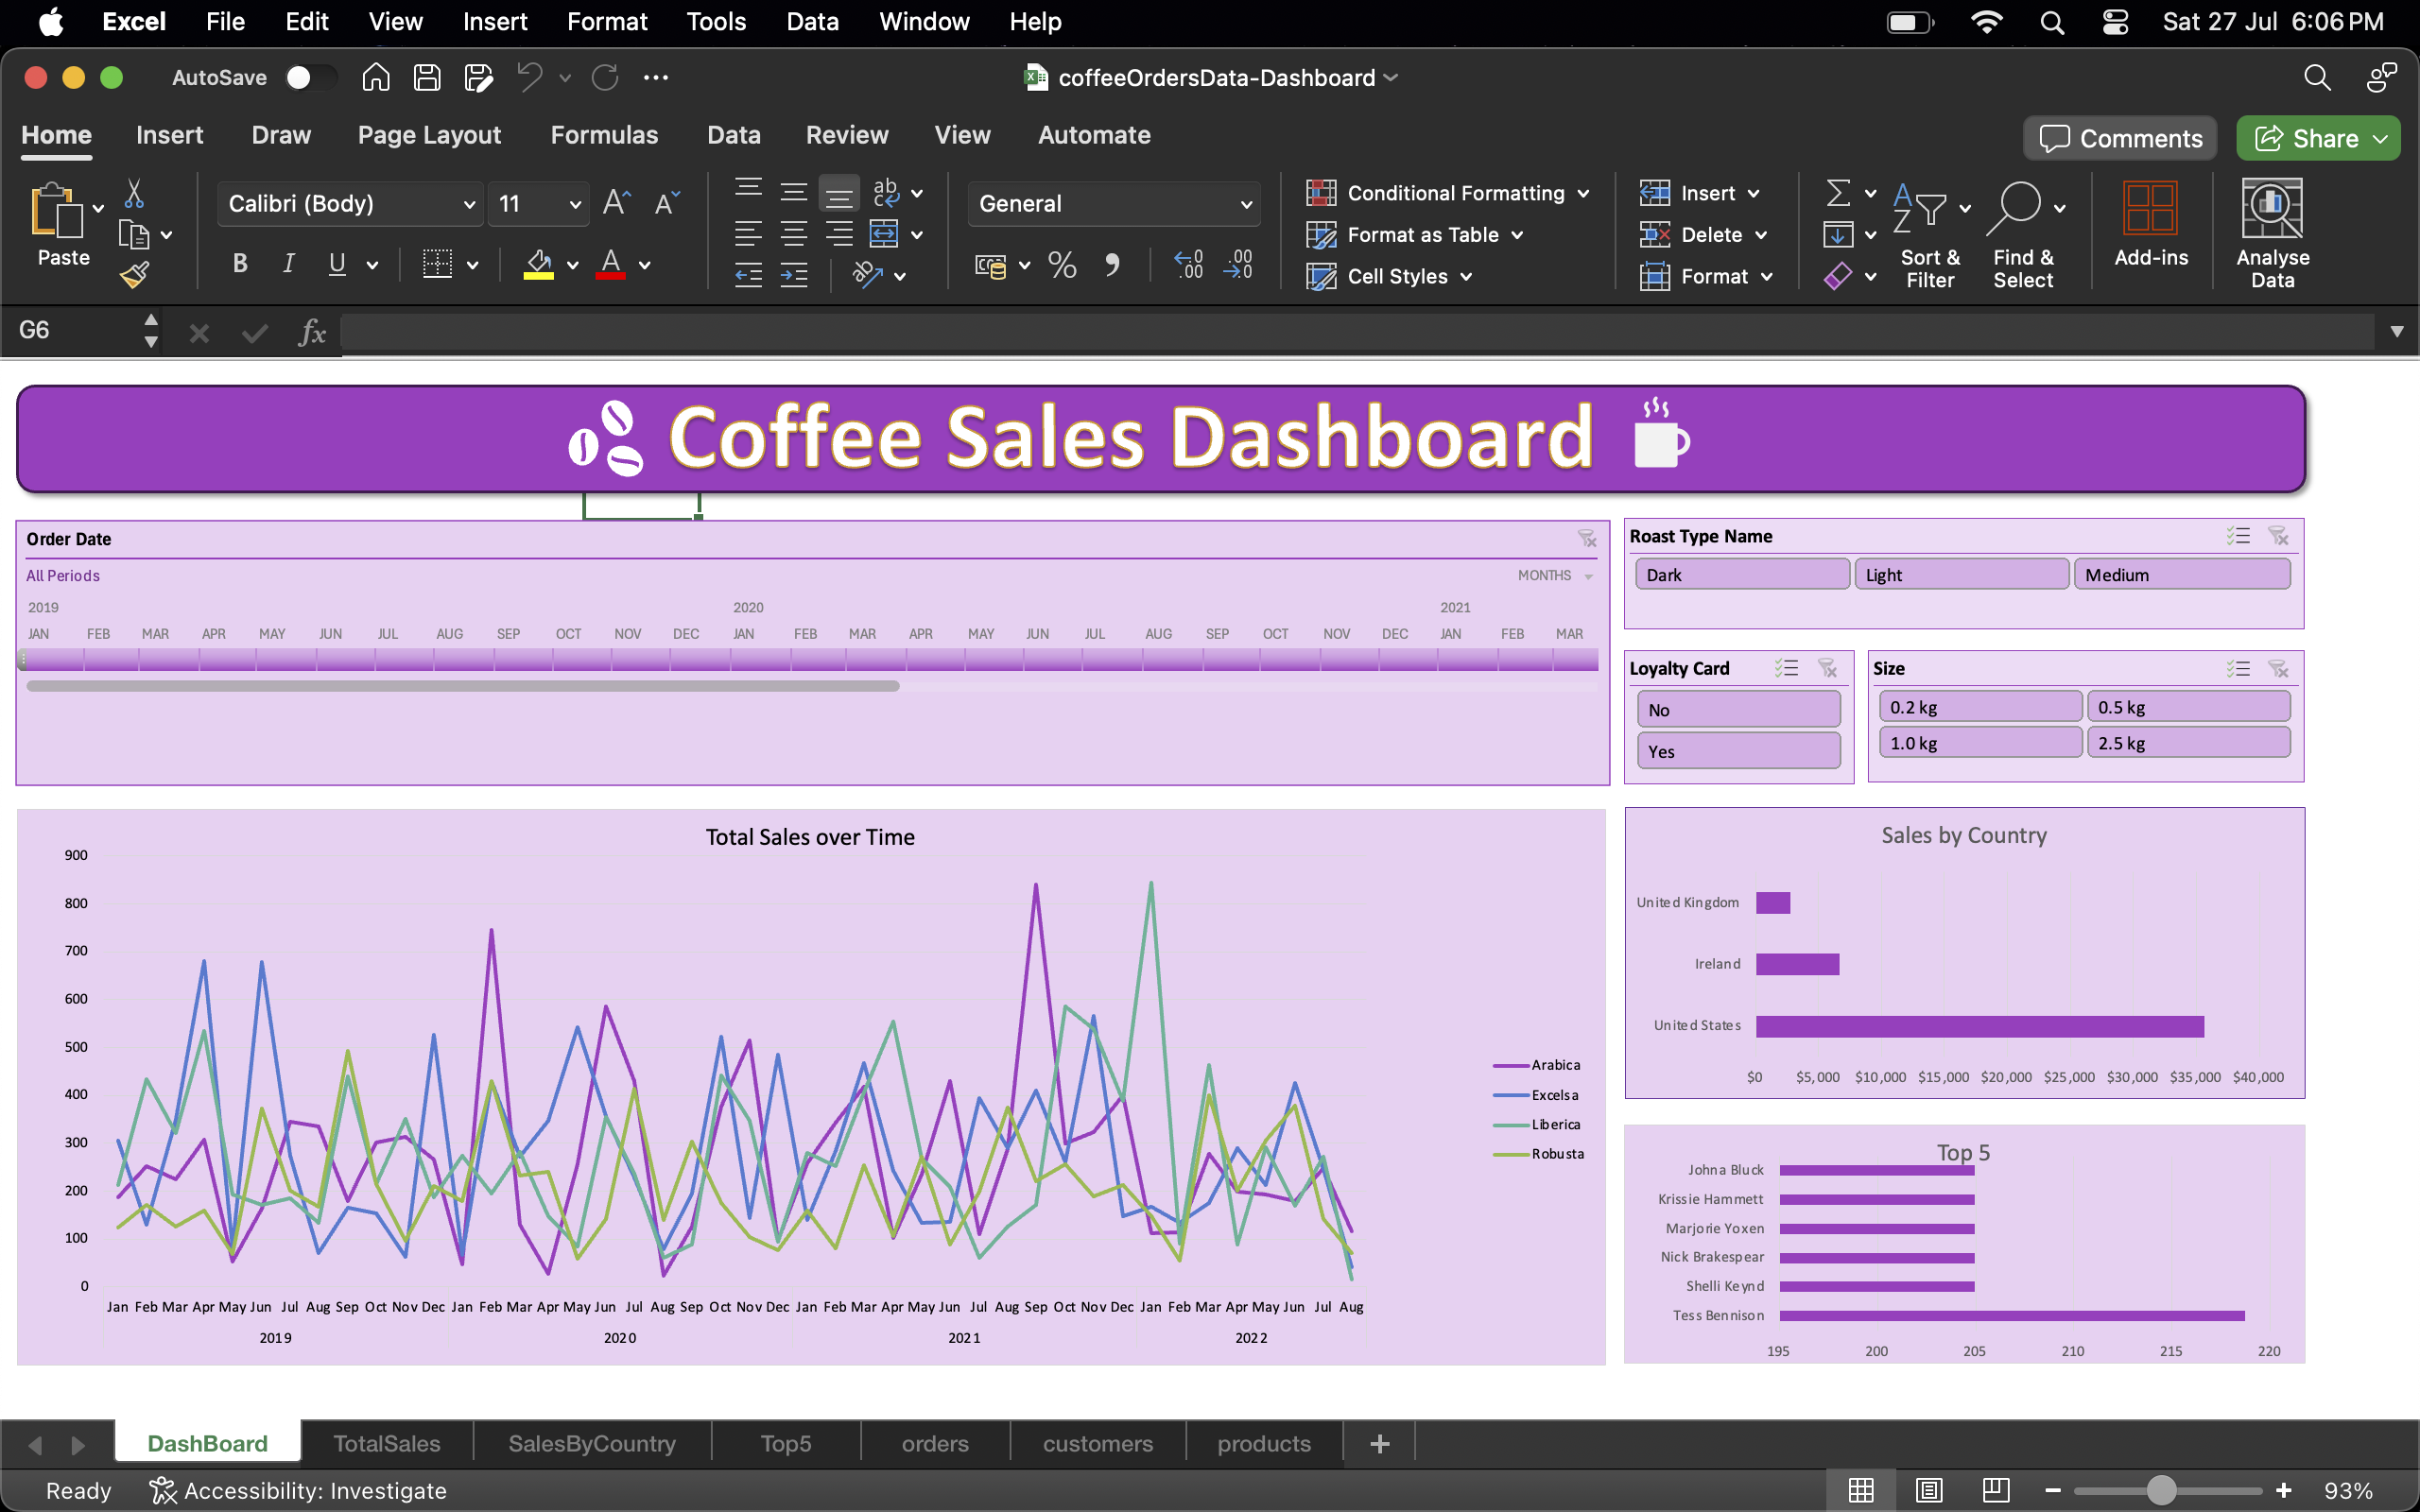 Excel File Edit View Insert Format Tools Data Window Help Sat 27 Jul 6:06 PM
AutoSave coffeeOrdersData-Dashboard
Home Insert Draw Page Layout Formulas Data Review View Automate Comments Share
Paste
Calibri (Body) 11
General
Conditional Formatting
Format as Table
Cell Styles
Insert
Delete
Format
Sort &
Filter
Find &
Select
Add-ins
Analyse
Data
G6 fx
Coffee Sales Dashboard
Order Date
All Periods MONTHS
2019 2020 2021
JAN FEB MAR APR MAY JUN JUL AUG SEP OCT NOV DEC JAN FEB MAR APR MAY JUN JUL AUG SEP OCT NOV DEC JAN FEB MAR
Roast Type Name
Dark Light Medium
Loyalty Card
No
Yes
Size
0.2 kg 0.5 kg
1.0 kg 2.5 kg
Total Sales over Time
900
800
700
600
500
400
300
200
100
0
Jan Feb Mar Apr May Jun Jul Aug Sep Oct Nov Dec Jan Feb Mar Apr May Jun Jul Aug Sep Oct Nov Dec Jan Feb Mar Apr May Jun Jul Aug Sep Oct Nov Dec Jan Feb Mar Apr May Jun Jul Aug
2019 2020 2021 2022
Arabica
Excelsa
Liberica
Robusta
Sales by Country
United Kingdom
Ireland
United States
$0 $5,000 $10,000 $15,000 $20,000 $25,000 $30,000 $35,000 $40,000
Top 5
Johna Bluck
Krissie Hammett
Marjorie Yoxen
Nick Brakespear
Shelli Keynd
Tess Bennison
195 200 205 210 215 220
DashBoard TotalSales SalesByCountry Top5 orders customers products +
Ready Accessibility: Investigate 93%